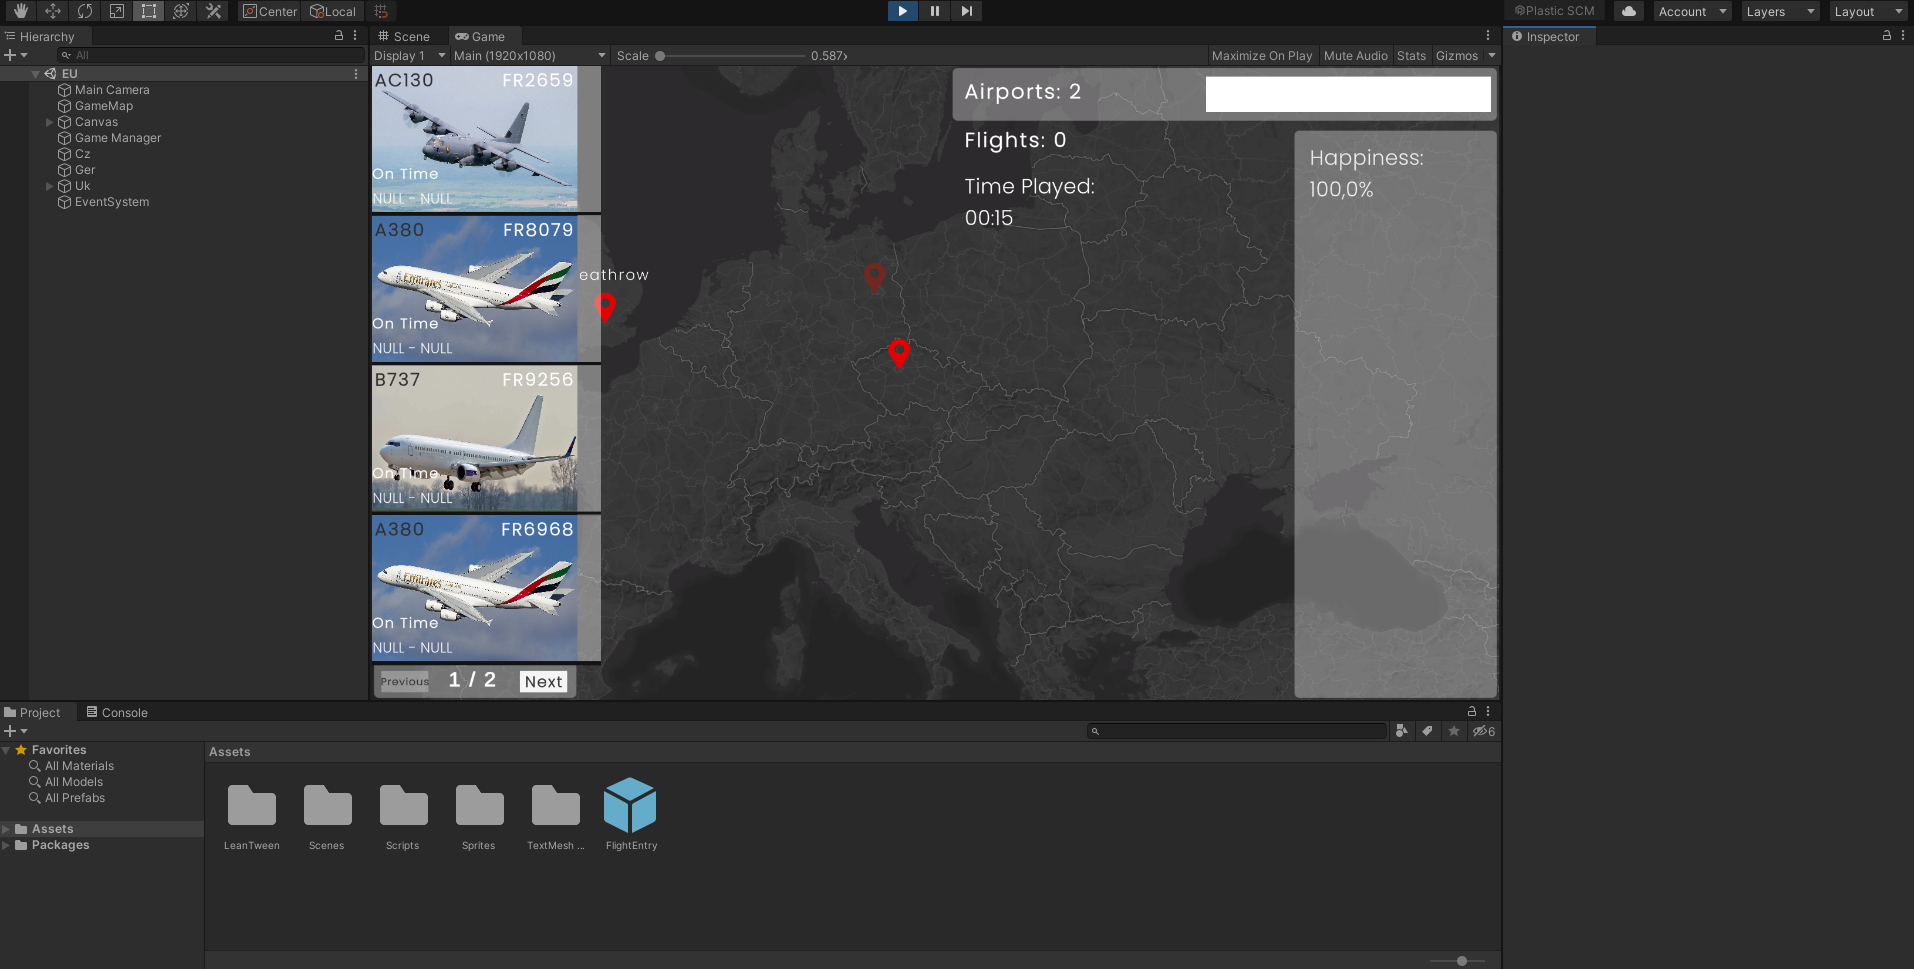 Center
Local
Plastic SCM
Account
Layers
Layout
Hierarchy
Scene
Game
Inspector
All
Display 1
Main (1920x1080)
Scale
0.587x
Maximize On Play
Mute Audio
Stats
Gizmos
EU
Main Camera
GameMap
Canvas
Game Manager
Cz
Ger
Uk
EventSystem
AC130
FR2659
On Time
NULL - NULL
A380
FR8079
Emirates
On Time
NULL - NULL
B737
FR9256
On Time
NULL - NULL
A380
FR6968
Emirates
On Time
NULL - NULL
Previous
1 / 2
Next
eathrow
Airports: 2
Flights: 0
Time Played:
00:15
Happiness:
100,0%
Project
Console
6
Favorites
All Materials
All Models
All Prefabs
Assets
Packages
Assets
LeanTween
Scenes
Scripts
Sprites
TextMesh ...
FlightEntry